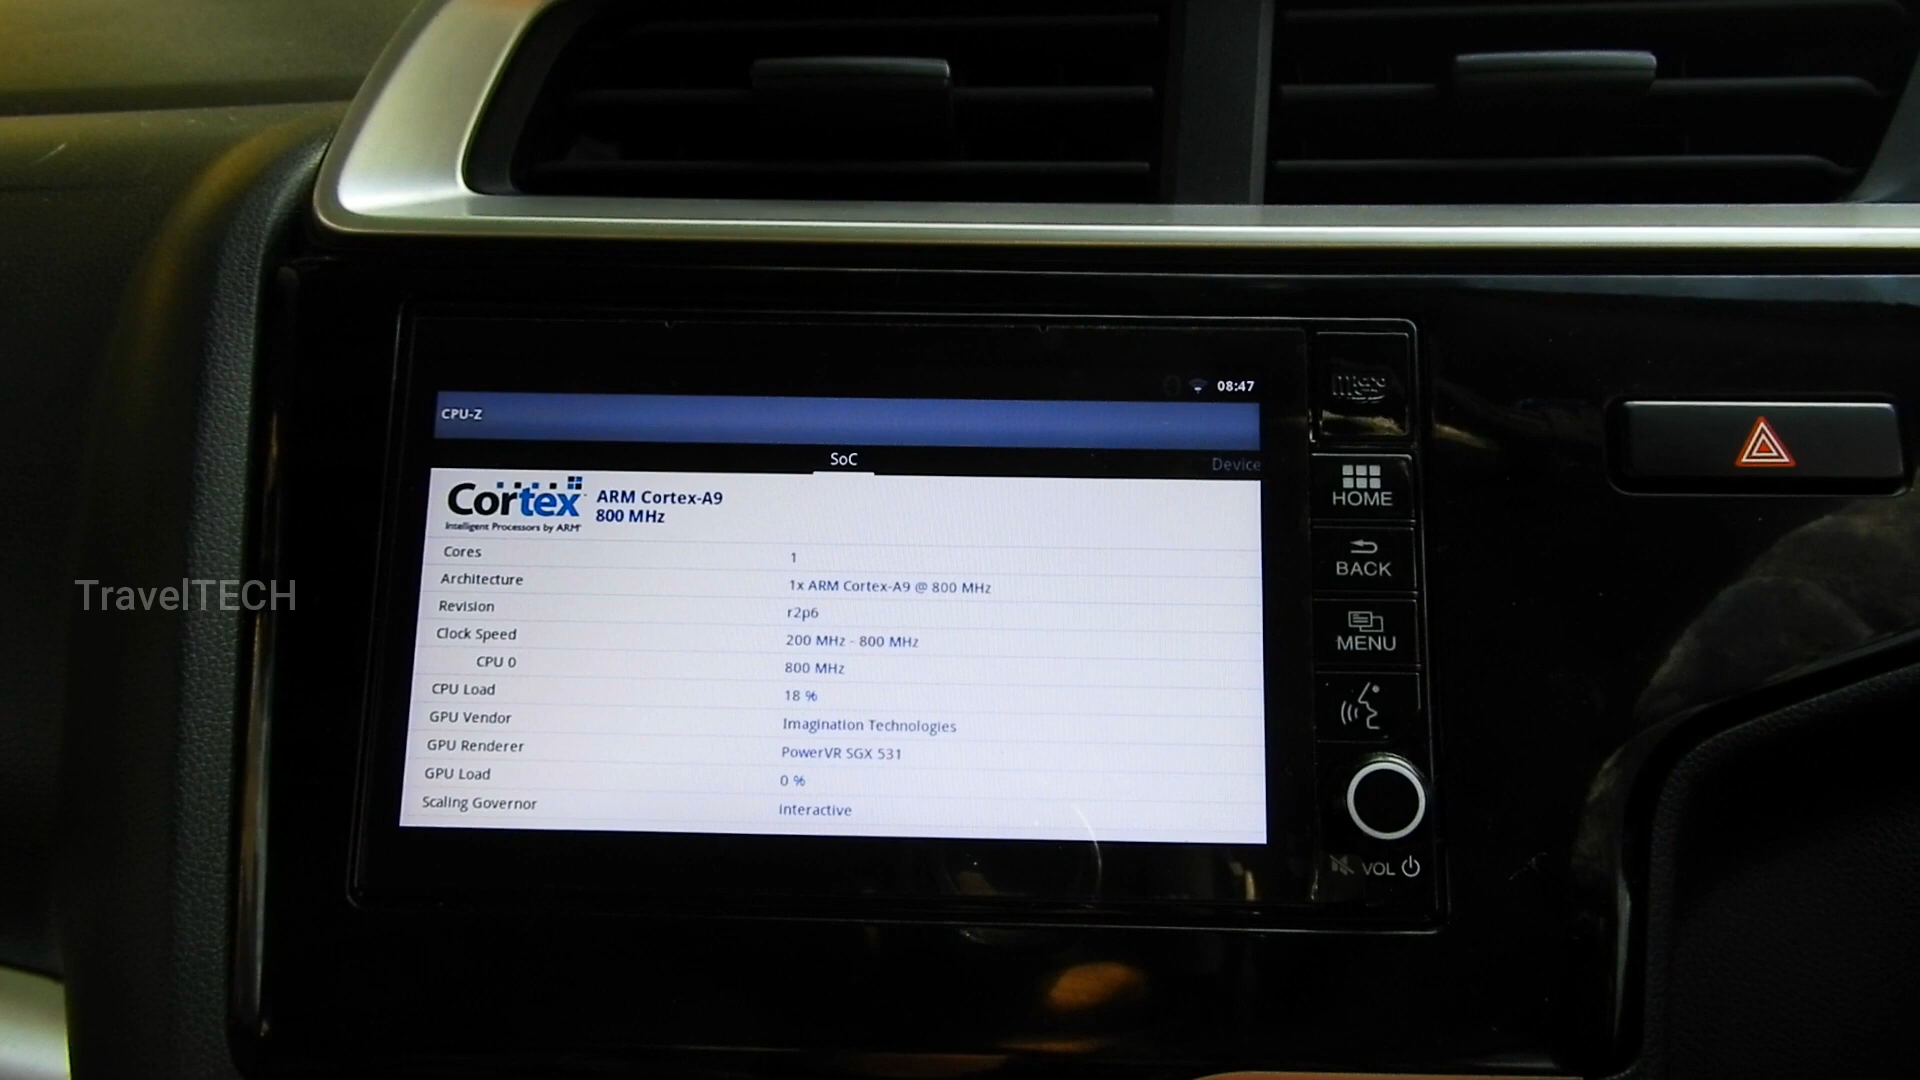 08:47
CPU-Z
SoC
Device
Cortex
Intelligent Processors by ARM
ARM Cortex-A9
800 MHz
Cores 1
Architecture 1x ARM Cortex-A9 @ 800 MHz
Revision r2p6
Clock Speed 200 MHz - 800 MHz
CPU 0 800 MHz
CPU Load 18 %
GPU Vendor Imagination Technologies
GPU Renderer PowerVR SGX 531
GPU Load 0 %
Scaling Governor interactive
micro
HOME
BACK
MENU
VOL
TravelTECH